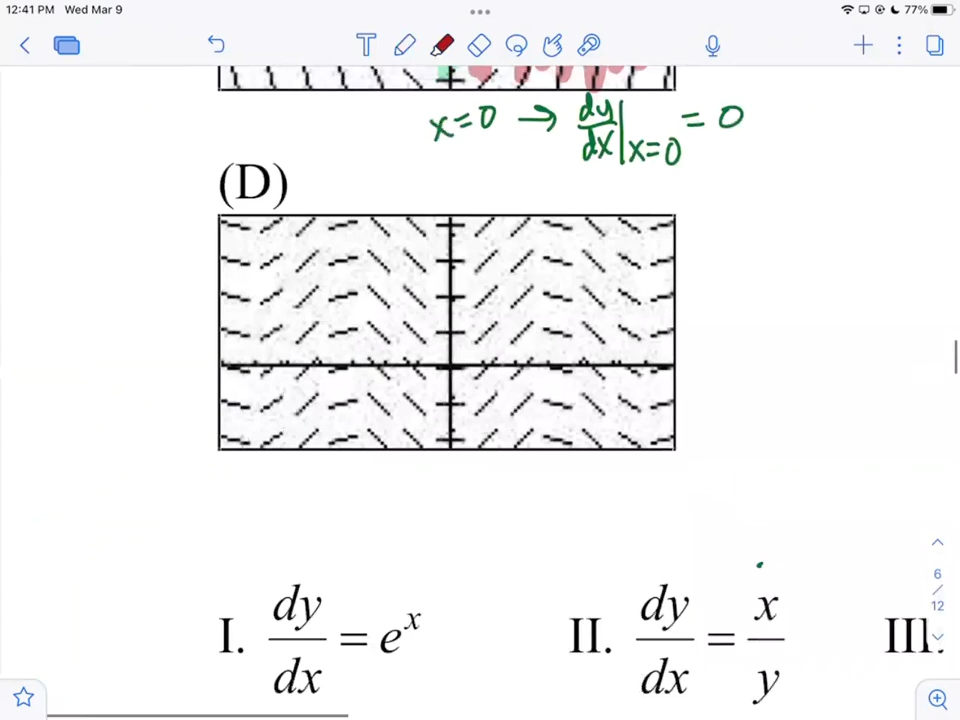 12:41 PM Wed Mar 9
77%
x=0 → dy/dx|x=0 = 0
(D)
I. dy/dx = e^x II. dy/dx = x/y III.
6
/
12